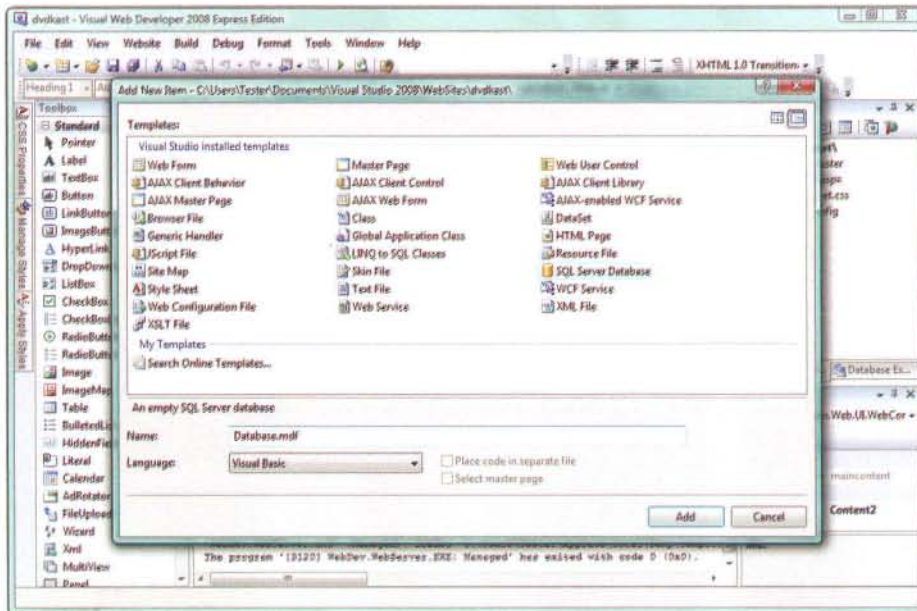 dvdkast - Visual Web Developer 2008 Express Edition
File Edit View Website Build Debug Format Tools Window Help
XHTML 1.0 Transition
Heading 1
Add New Item - C:\Users\Tester\Documents\Visual Studio 2008\WebSites\dvdkast\
CSS Properties
Manage Styles
Apply Styles
Toolbox
Standard
Pointer
Label
TextBox
Button
LinkButto
ImageButt
HyperLink
DropDown
ListBox
CheckBox
CheckBox
RadioButt
RadioButt
Image
ImageMap
Table
BulletedLis
HiddenFie
Literal
Calendar
AdRotator
FileUpload
Wizard
Xml
MultiView
Panel
Templates:
Visual Studio installed templates
Web Form Master Page Web User Control
AJAX Client Behavior AJAX Client Control AJAX Client Library
AJAX Master Page AJAX Web Form AJAX-enabled WCF Service
Browser File Class DataSet
Generic Handler Global Application Class HTML Page
JScript File LINQ to SQL Classes Resource File
Site Map Skin File SQL Server Database
Style Sheet Text File WCF Service
Web Configuration File Web Service XML File
XSLT File
My Templates
Search Online Templates...
An empty SQL Server database
Name: Database.mdf
Language: Visual Basic
Place code in separate file
Select master page
Add Cancel
Database Ex...
.Web.UI.WebCor
maincontent
Content2
The program '[3120] WebDev.WebServer.EXE: Managed' has exited with code 0 (0x0).